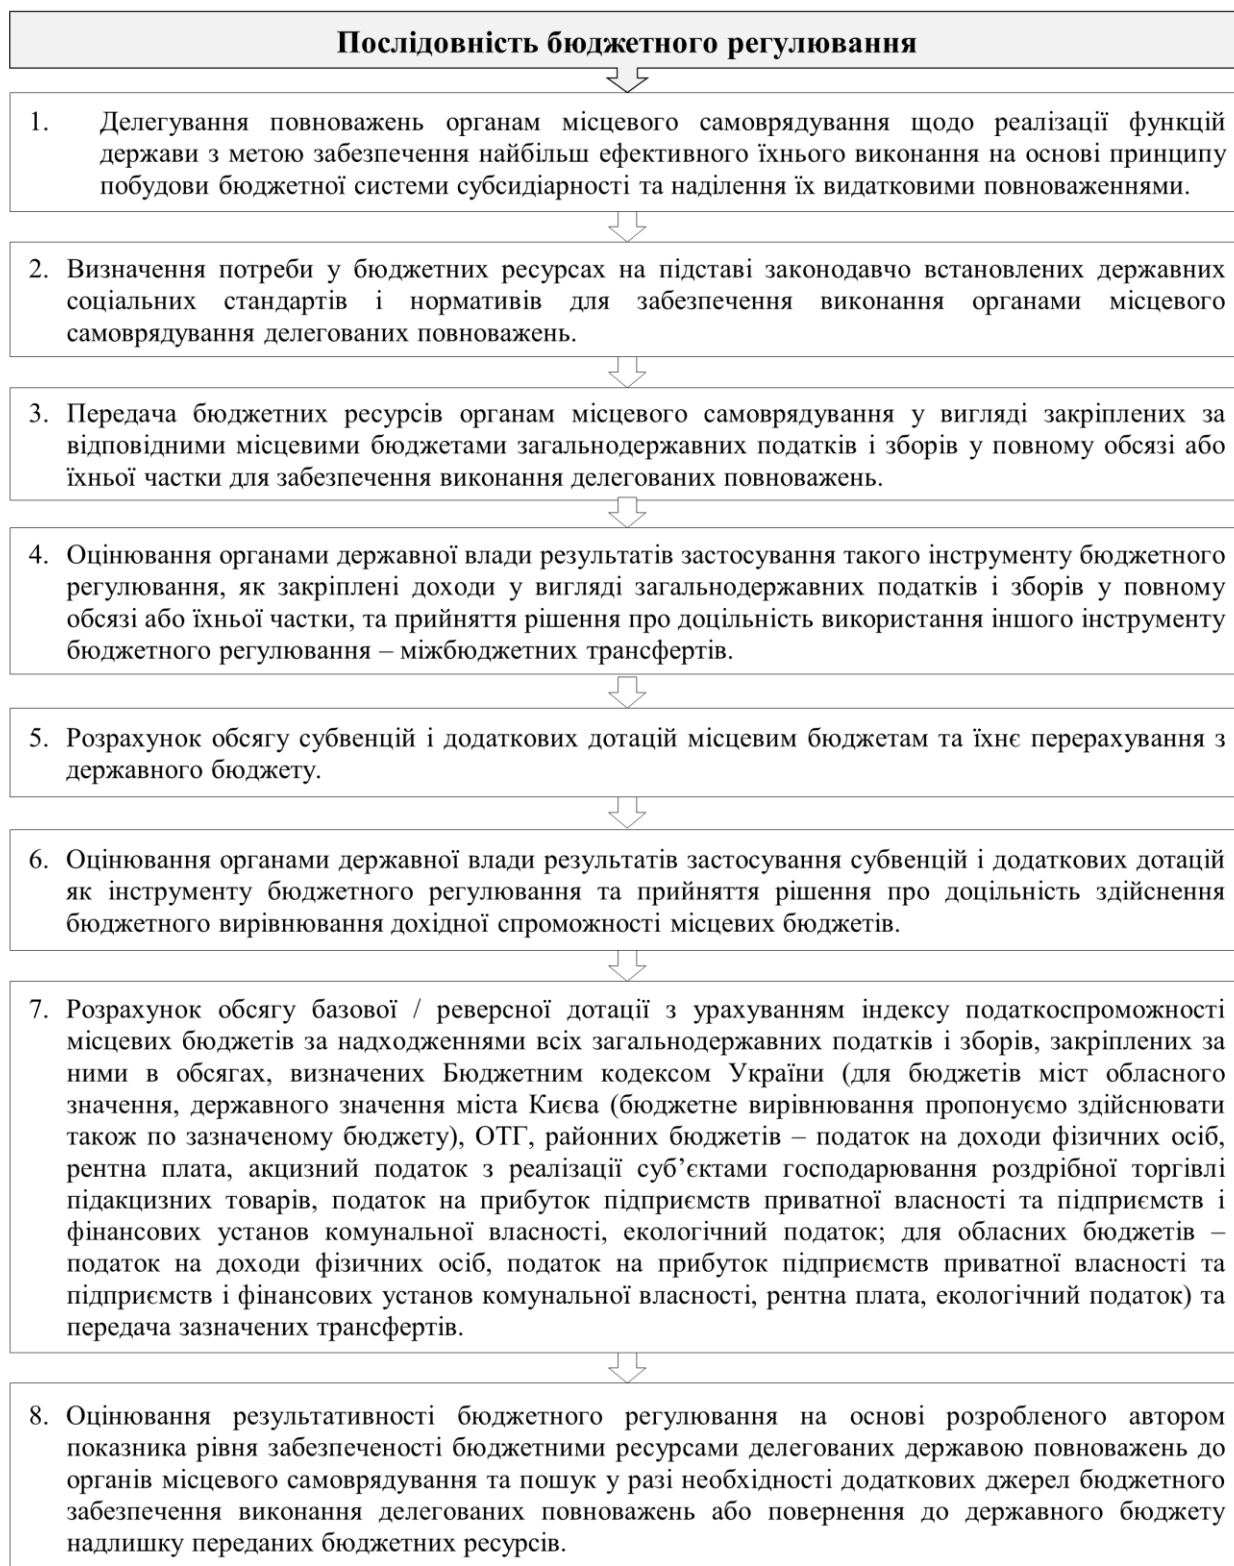 Послідовність бюджетного регулювання
1. Делегування повноважень органам місцевого самоврядування щодо реалізації функцій
держави з метою забезпечення найбільш ефективного їхнього виконання на основі принципу
побудови бюджетної системи субсидіарності та наділення їх видатковими повноваженнями.
2. Визначення потреби у бюджетних ресурсах на підставі законодавчо встановлених державних
соціальних стандартів і нормативів для забезпечення виконання органами місцевого
самоврядування делегованих повноважень.
3. Передача бюджетних ресурсів органам місцевого самоврядування у вигляді закріплених за
відповідними місцевими бюджетами загальнодержавних податків і зборів у повному обсязі або
їхньої частки для забезпечення виконання делегованих повноважень.
4. Оцінювання органами державної влади результатів застосування такого інструменту бюджетного
регулювання, як закріплені доходи у вигляді загальнодержавних податків і зборів у повному
обсязі або їхньої частки, та прийняття рішення про доцільність використання іншого інструменту
бюджетного регулювання – міжбюджетних трансфертів.
5. Розрахунок обсягу субвенцій і додаткових дотацій місцевим бюджетам та їхнє перерахування з
державного бюджету.
6. Оцінювання органами державної влади результатів застосування субвенцій і додаткових дотацій
як інструменту бюджетного регулювання та прийняття рішення про доцільність здійснення
бюджетного вирівнювання дохідної спроможності місцевих бюджетів.
7. Розрахунок обсягу базової / реверсної дотації з урахуванням індексу податкоспроможності
місцевих бюджетів за надходженнями всіх загальнодержавних податків і зборів, закріплених за
ними в обсягах, визначених Бюджетним кодексом України (для бюджетів міст обласного
значення, державного значення міста Києва (бюджетне вирівнювання пропонуємо здійснювати
також по зазначеному бюджету), ОТГ, районних бюджетів – податок на доходи фізичних осіб,
рентна плата, акцизний податок з реалізації суб’єктами господарювання роздрібної торгівлі
підакцизних товарів, податок на прибуток підприємств приватної власності та підприємств і
фінансових установ комунальної власності, екологічний податок; для обласних бюджетів –
податок на доходи фізичних осіб, податок на прибуток підприємств приватної власності та
підприємств і фінансових установ комунальної власності, рентна плата, екологічний податок) та
передача зазначених трансфертів.
8. Оцінювання результативності бюджетного регулювання на основі розробленого автором
показника рівня забезпеченості бюджетними ресурсами делегованих державою повноважень до
органів місцевого самоврядування та пошук у разі необхідності додаткових джерел бюджетного
забезпечення виконання делегованих повноважень або повернення до державного бюджету
надлишку переданих бюджетних ресурсів.